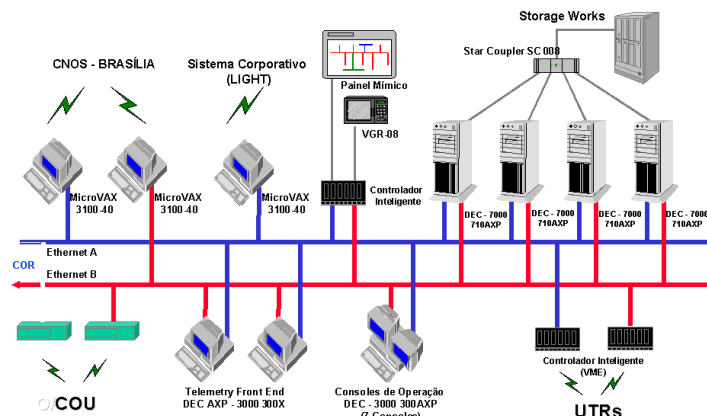 Storage Works
Star Coupler SC 008
CNOS - BRASÍLIA
Sistema Corporativo
(LIGHT)
Painel Mímico
VGR-08
MicroVAX
3100-40
MicroVAX
3100-40
MicroVAX
3100-40
Controlador
Inteligente
DEC - 7000
710AXP
DEC - 7000
710AXP
DEC - 7000
710AXP
DEC - 7000
710AXP
Ethernet A
COR
Ethernet B
Telemetry Front End
DEC AXP - 3000 300X
Consoles de Operação
DEC - 3000 300AXP
(7 Consoles)
Controlador Inteligente
(VME)
COU
UTRs